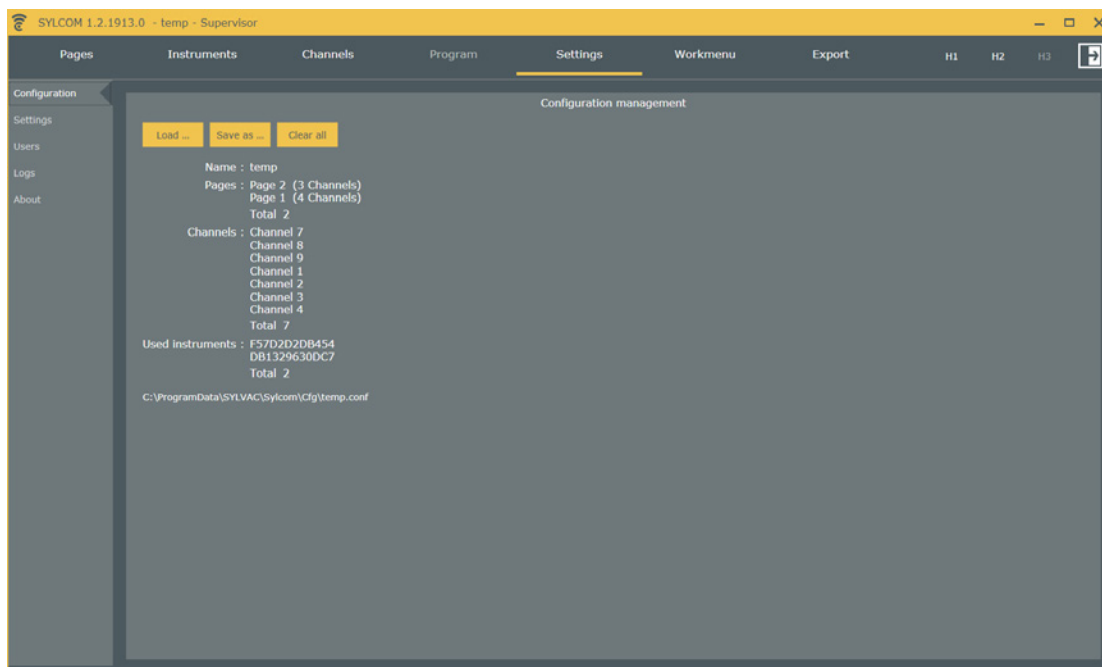 SYLCOM 1.2.1913.0 - temp - Supervisor
Pages Instruments Channels Program Settings Workmenu Export H1 H2 H3
Configuration
Settings
Users
Logs
About
Configuration management
Load ... Save as ... Clear all
Name : temp
Pages : Page 2 (3 Channels)
Page 1 (4 Channels)
Total 2
Channels : Channel 7
Channel 8
Channel 9
Channel 1
Channel 2
Channel 3
Channel 4
Total 7
Used instruments : F57D2D2DB454
DB1329630DC7
Total 2
C:\ProgramData\SYLVAC\Sylcom\Cfg\temp.conf